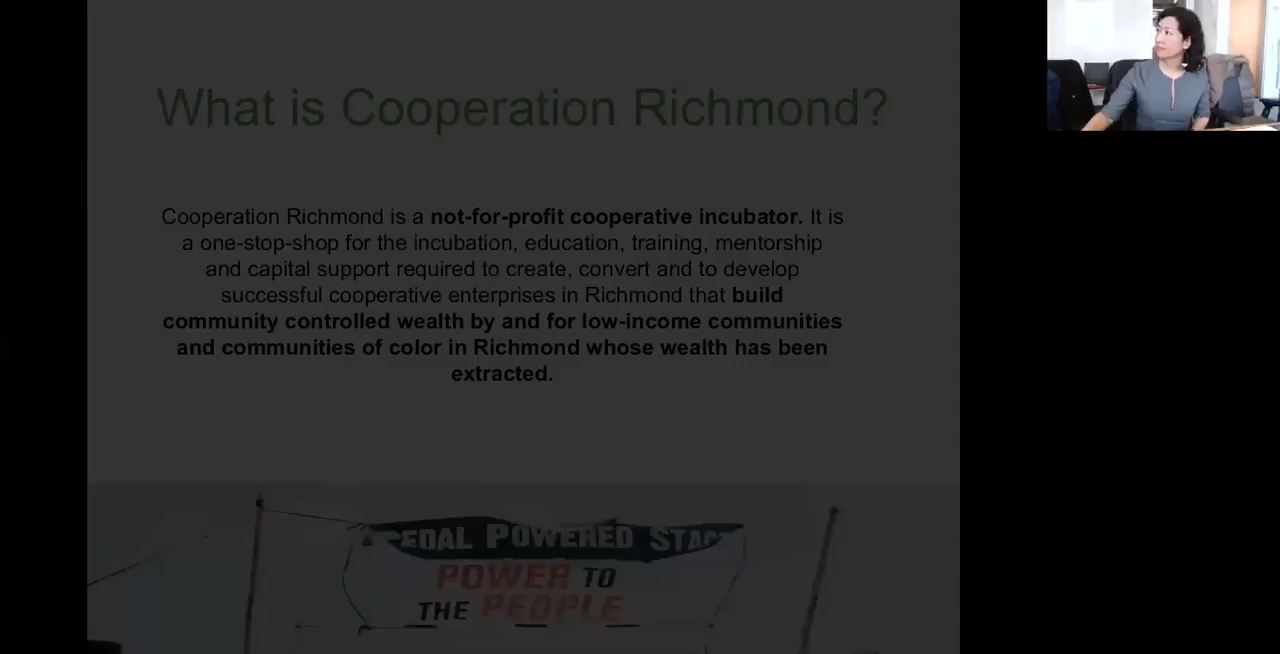 What is Cooperation Richmond?
Cooperation Richmond is a not-for-profit cooperative incubator. It is
a one-stop-shop for the incubation, education, training, mentorship
and capital support required to create, convert and to develop
successful cooperative enterprises in Richmond that build
community controlled wealth by and for low-income communities
and communities of color in Richmond whose wealth has been
extracted.
PEDAL POWERED STAG
POWER TO
THE PEOPLE